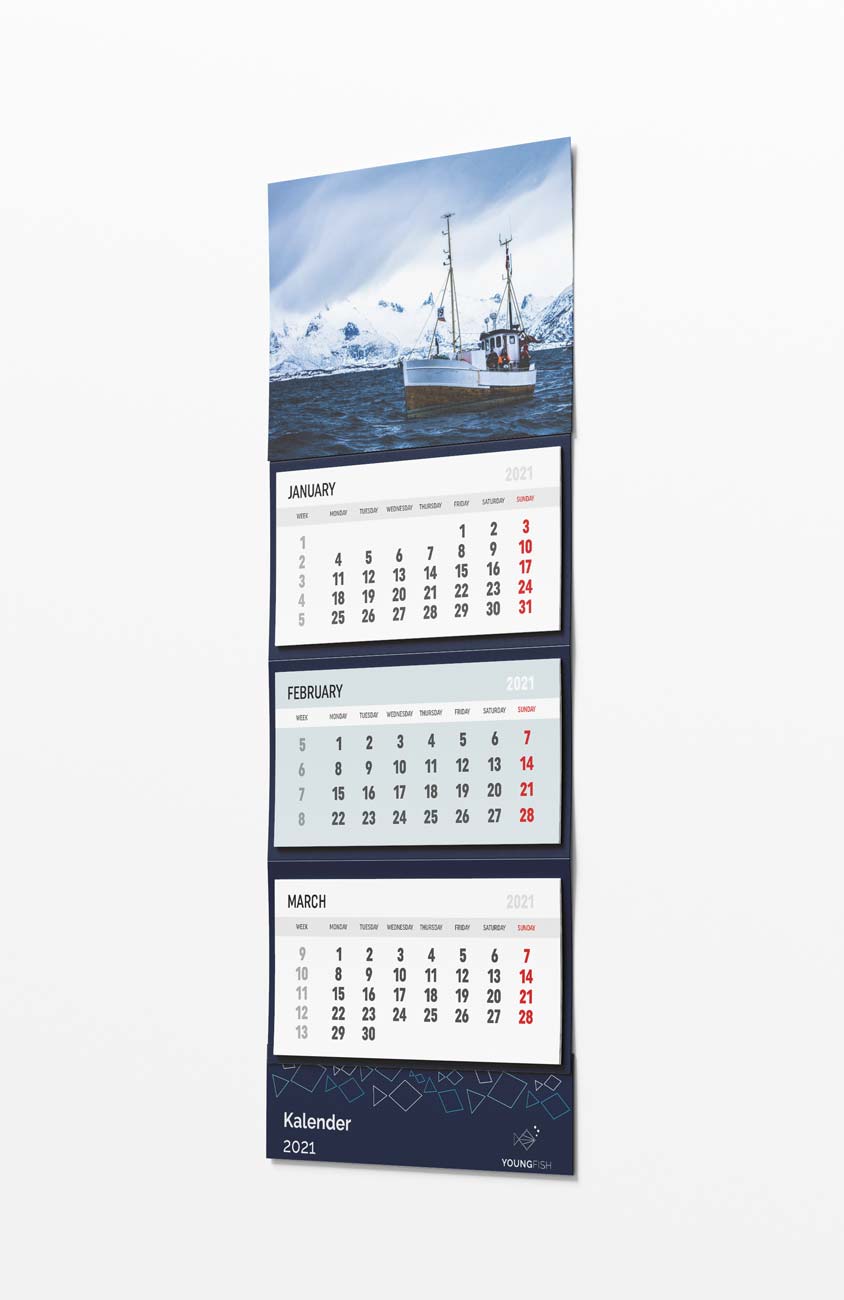 JANUARY 2021
WEEK MONDAY TUESDAY WEDNESDAY THURSDAY FRIDAY SATURDAY SUNDAY
1 1 2 3
2 4 5 6 7 8 9 10
3 11 12 13 14 15 16 17
4 18 19 20 21 22 23 24
5 25 26 27 28 29 30 31
FEBRUARY 2021
WEEK MONDAY TUESDAY WEDNESDAY THURSDAY FRIDAY SATURDAY SUNDAY
5 1 2 3 4 5 6 7
6 8 9 10 11 12 13 14
7 15 16 17 18 19 20 21
8 22 23 24 25 26 27 28
MARCH 2021
WEEK MONDAY TUESDAY WEDNESDAY THURSDAY FRIDAY SATURDAY SUNDAY
9 1 2 3 4 5 6 7
10 8 9 10 11 12 13 14
11 15 16 17 18 19 20 21
12 22 23 24 25 26 27 28
13 29 30
Kalender
2021
YOUNGFISH